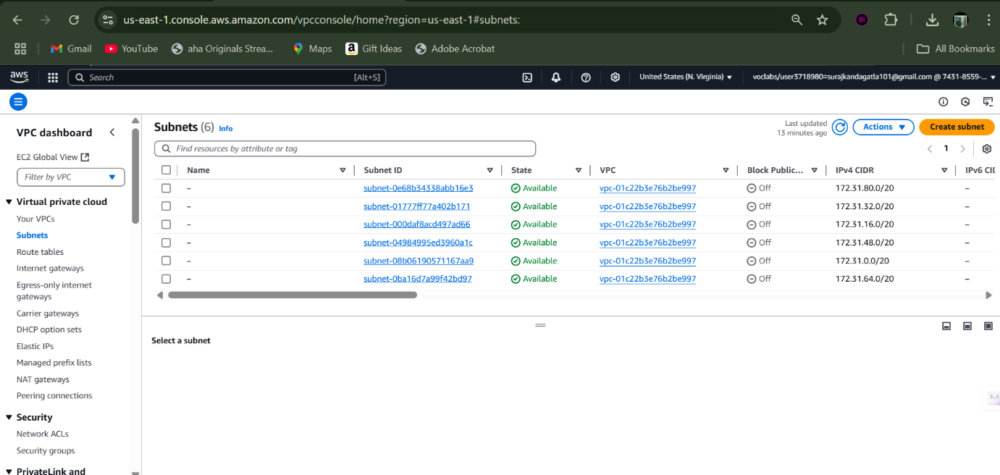 us-east-1.console.aws.amazon.com/vpcconsole/home?region=us-east-1#subnets:
Gmail YouTube aha Originals Strea... Maps Gift Ideas Adobe Acrobat All Bookmarks
aws Search [Alt+S] United States (N. Virginia) voclabs/user3718980=surajkandagatla101@gmail.com @ 7431-8559-...
VPC dashboard
EC2 Global View
Filter by VPC
Virtual private cloud
Your VPCs
Subnets
Route tables
Internet gateways
Egress-only internet
gateways
Carrier gateways
DHCP option sets
Elastic IPs
Managed prefix lists
NAT gateways
Peering connections
Security
Network ACLs
Security groups
PrivateLink and
Subnets (6) Info
Last updated
13 minutes ago
Actions Create subnet
Find resources by attribute or tag
1
Name Subnet ID State VPC Block Public... IPv4 CIDR IPv6 CID
– subnet-0e68b34338abb16e3 Available vpc-01c22b3e76b2be997 Off 172.31.80.0/20 –
– subnet-01777ff77a402b171 Available vpc-01c22b3e76b2be997 Off 172.31.32.0/20 –
– subnet-000daf8acd497ad66 Available vpc-01c22b3e76b2be997 Off 172.31.16.0/20 –
– subnet-04984995ed3960a1c Available vpc-01c22b3e76b2be997 Off 172.31.48.0/20 –
– subnet-08b06190571167aa9 Available vpc-01c22b3e76b2be997 Off 172.31.0.0/20 –
– subnet-0ba16d7a99f42bd97 Available vpc-01c22b3e76b2be997 Off 172.31.64.0/20 –
Select a subnet